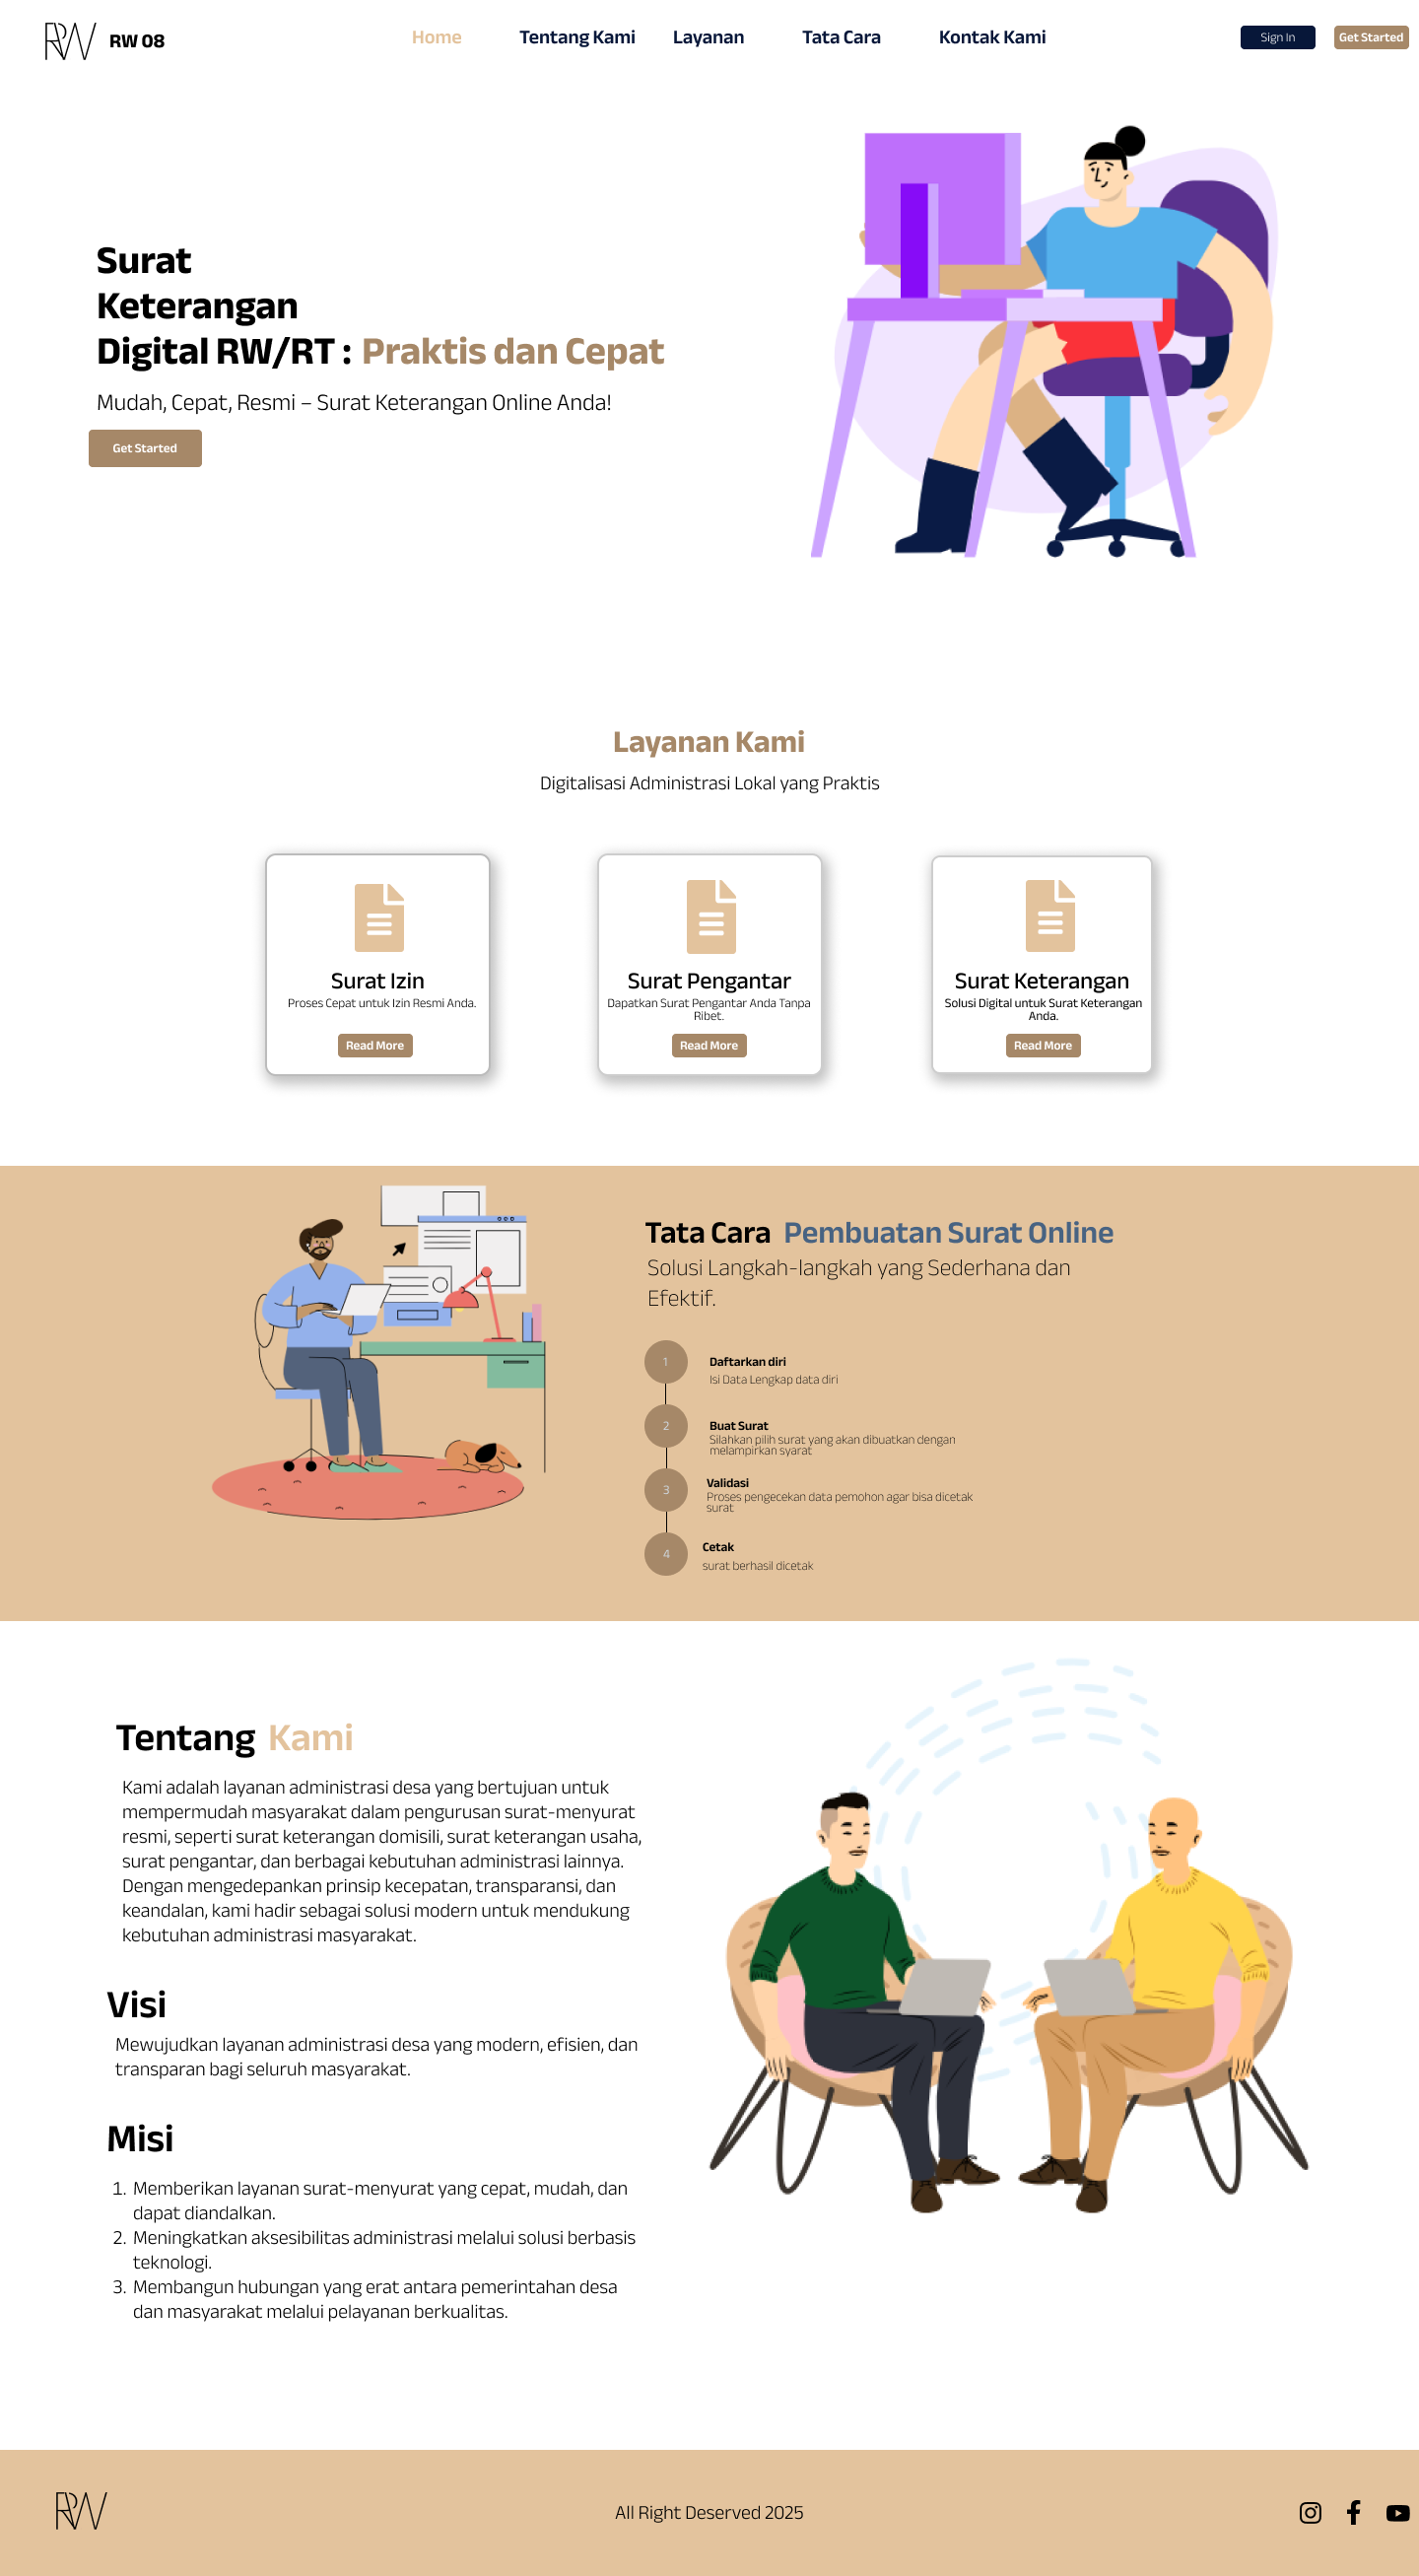 RW RW 08
Home Tentang Kami Layanan Tata Cara Kontak Kami
Sign In Get Started
Surat
Keterangan
Digital RW/RT : Praktis dan Cepat
Mudah, Cepat, Resmi – Surat Keterangan Online Anda!
Get Started
Layanan Kami
Digitalisasi Administrasi Lokal yang Praktis
Surat Izin
Proses Cepat untuk Izin Resmi Anda.
Read More
Surat Pengantar
Dapatkan Surat Pengantar Anda Tanpa
Ribet.
Read More
Surat Keterangan
Solusi Digital untuk Surat Keterangan
Anda.
Read More
Tata Cara Pembuatan Surat Online
Solusi Langkah-langkah yang Sederhana dan
Efektif.
1 Daftarkan diri
Isi Data Lengkap data diri
2 Buat Surat
Silahkan pilih surat yang akan dibuatkan dengan
melampirkan syarat
3 Validasi
Proses pengecekan data pemohon agar bisa dicetak
surat
4 Cetak
surat berhasil dicetak
Tentang Kami
Kami adalah layanan administrasi desa yang bertujuan untuk
mempermudah masyarakat dalam pengurusan surat-menyurat
resmi, seperti surat keterangan domisili, surat keterangan usaha,
surat pengantar, dan berbagai kebutuhan administrasi lainnya.
Dengan mengedepankan prinsip kecepatan, transparansi, dan
keandalan, kami hadir sebagai solusi modern untuk mendukung
kebutuhan administrasi masyarakat.
Visi
Mewujudkan layanan administrasi desa yang modern, efisien, dan
transparan bagi seluruh masyarakat.
Misi
1. Memberikan layanan surat-menyurat yang cepat, mudah, dan
dapat diandalkan.
2. Meningkatkan aksesibilitas administrasi melalui solusi berbasis
teknologi.
3. Membangun hubungan yang erat antara pemerintahan desa
dan masyarakat melalui pelayanan berkualitas.
RW
All Right Deserved 2025